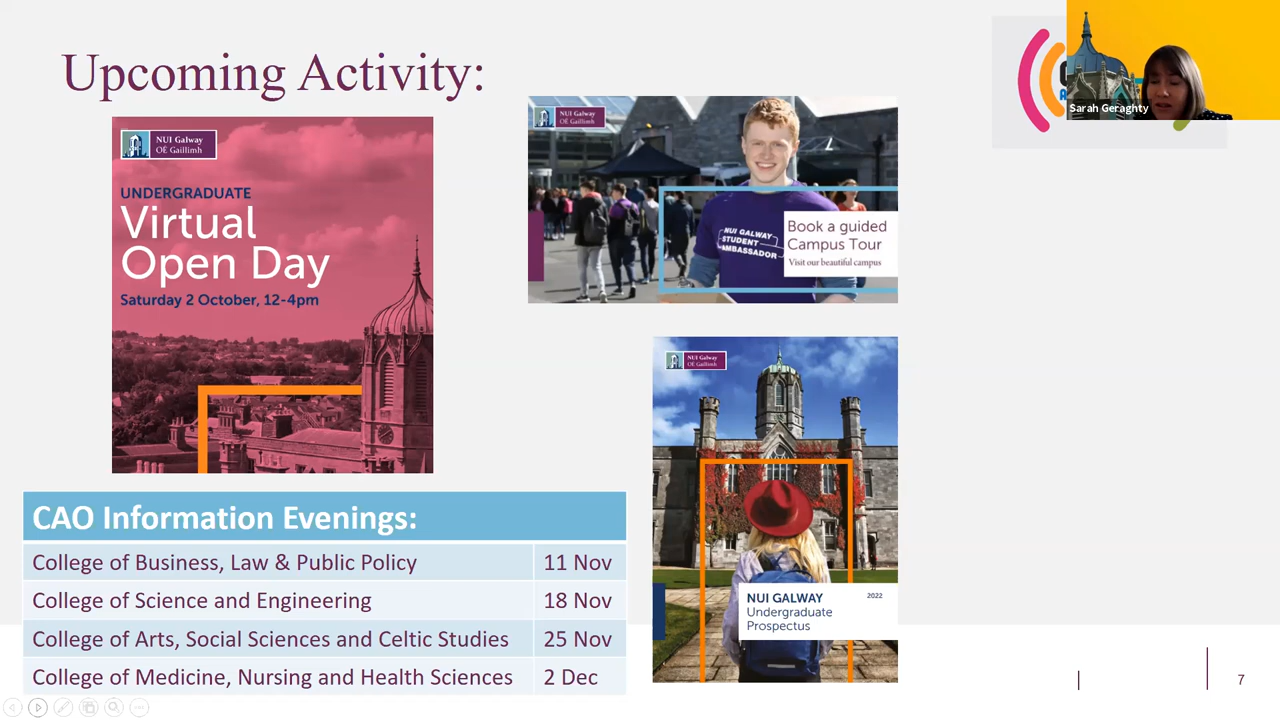 Upcoming Activity:
NUI Galway
OÉ Gaillimh
UNDERGRADUATE
Virtual
Open Day
Saturday 2 October, 12-4pm
NUI Galway
OÉ Gaillimh
NUI GALWAY
STUDENT
AMBASSADOR
Book a guided
Campus Tour
Visit our beautiful campus
Sarah Geraghty
NUI Galway
OÉ Gaillimh
NUI GALWAY 2022
Undergraduate
Prospectus
CAO Information Evenings:
College of Business, Law & Public Policy 11 Nov
College of Science and Engineering 18 Nov
College of Arts, Social Sciences and Celtic Studies 25 Nov
College of Medicine, Nursing and Health Sciences 2 Dec
7